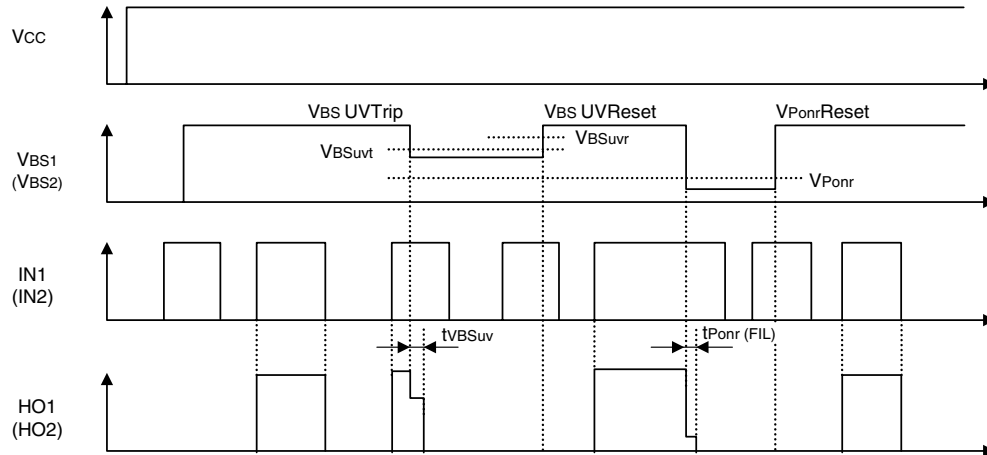 VCC
VBS UVTrip
VBS UVReset
VPonrReset
VBSuvr
VBSuvt
VBS1
(VBS2)
VPonr
IN1
(IN2)
tVBSuv
tPonr (FIL)
HO1
(HO2)